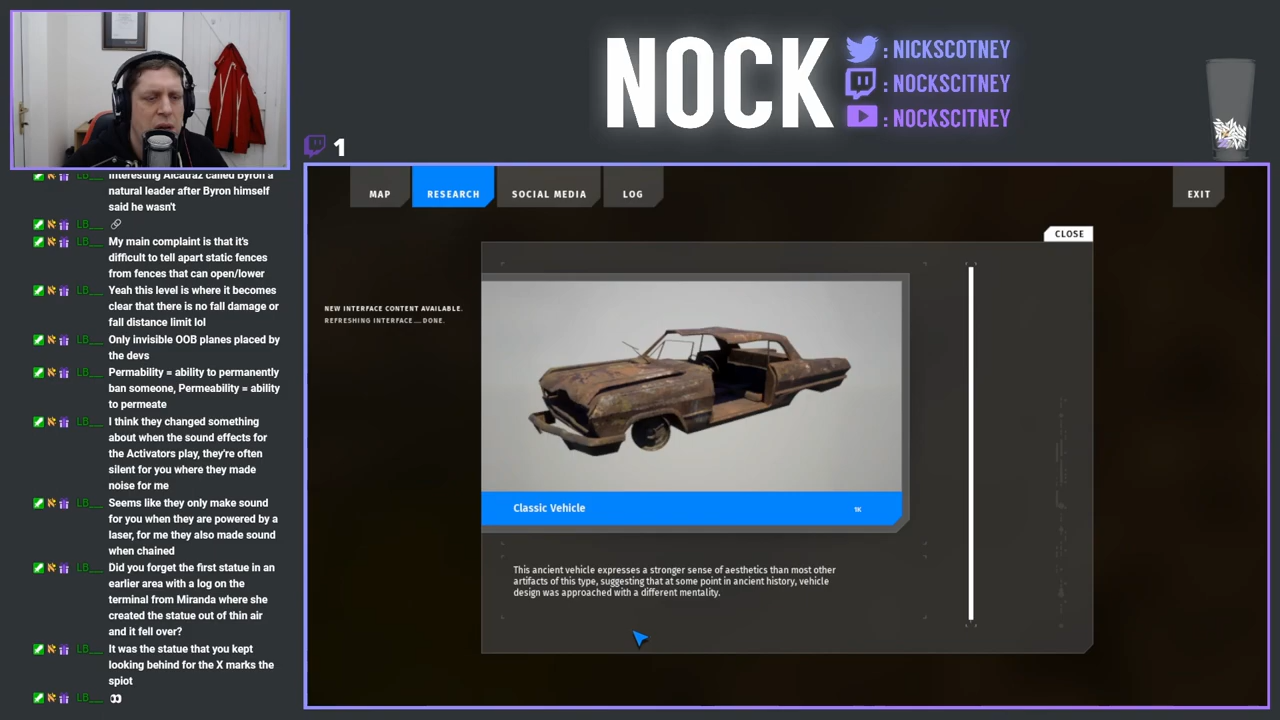 NOCK
: NICKSCOTNEY
: NOCKSCITNEY
: NOCKSCITNEY
1
Interesting Alcatraz called Byron a
natural leader after Byron himself
said he wasn't
LB__
LB__ My main complaint is that it's
difficult to tell apart static fences
from fences that can open/lower
LB__ Yeah this level is where it becomes
clear that there is no fall damage or
fall distance limit lol
LB__ Only invisible OOB planes placed by
the devs
LB__ Permability = ability to permanently
ban someone, Permeability = ability
to permeate
LB__ I think they changed something
about when the sound effects for
the Activators play, they're often
silent for you where they made
noise for me
LB__ Seems like they only make sound
for you when they are powered by a
laser, for me they also made sound
when chained
LB__ Did you forget the first statue in an
earlier area with a log on the
terminal from Miranda where she
created the statue out of thin air
and it fell over?
LB__ It was the statue that you kept
looking behind for the X marks the
spiot
LB__
MAP
RESEARCH
SOCIAL MEDIA
LOG
EXIT
CLOSE
NEW INTERFACE CONTENT AVAILABLE.
REFRESHING INTERFACE...DONE.
Classic Vehicle
1K
This ancient vehicle expresses a stronger sense of aesthetics than most other
artifacts of this type, suggesting that at some point in ancient history, vehicle
design was approached with a different mentality.